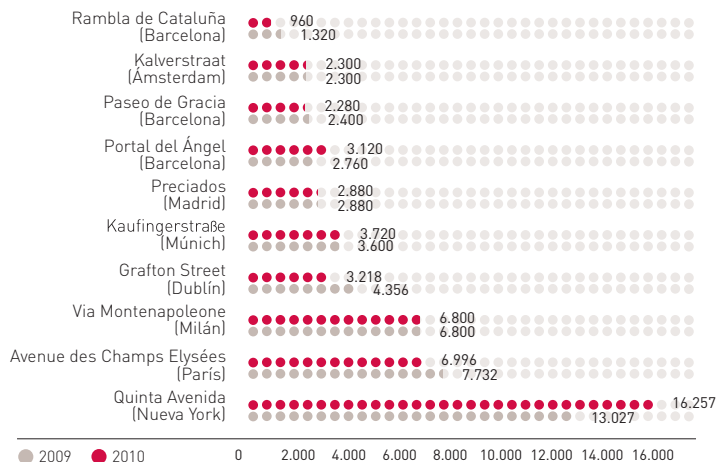 Rambla de Cataluña
(Barcelona)
960
1.320
Kalverstraat
(Ámsterdam)
2.300
2.300
Paseo de Gracia
(Barcelona)
2.280
2.400
Portal del Ángel
(Barcelona)
3.120
2.760
Preciados
(Madrid)
2.880
2.880
Kaufingerstraße
(Múnich)
3.720
3.600
Grafton Street
(Dublín)
3.218
4.356
Via Montenapoleone
(Milán)
6.800
6.800
Avenue des Champs Elysées
(París)
6.996
7.732
Quinta Avenida
(Nueva York)
16.257
13.027
2009 2010 0 2.000 4.000 6.000 8.000 10.000 12.000 14.000 16.000